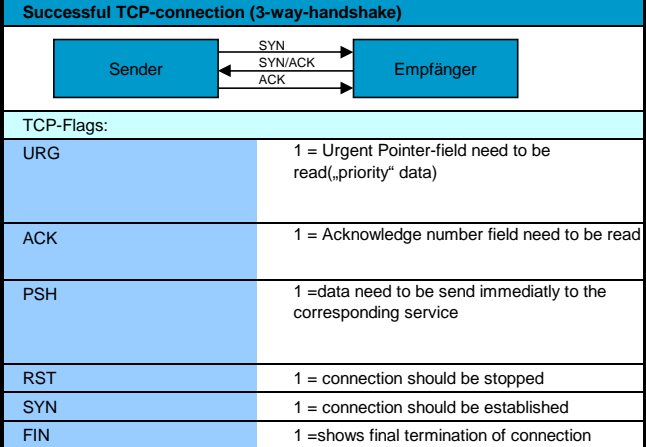 Successful TCP-connection (3-way-handshake)
SYN
Sender
SYN/ACK
Empfänger
ACK
TCP-Flags:
URG
1 = Urgent Pointer-field need to be
read(„priority“ data)
ACK
1 = Acknowledge number field need to be read
PSH
1 =data need to be send immediatly to the
corresponding service
RST
1 = connection should be stopped
SYN
1 = connection should be established
FIN
1 =shows final termination of connection